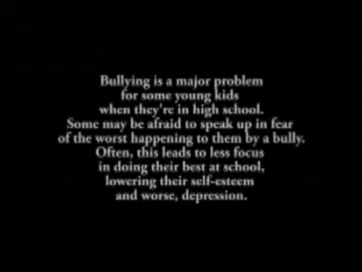 Bullying is a major problem
for some young kids
when they're in high school.
Some may be afraid to speak up in fear
of the worst happening to them by a bully.
Often, this leads to less focus
in doing their best at school,
lowering their self-esteem
and worse, depression.